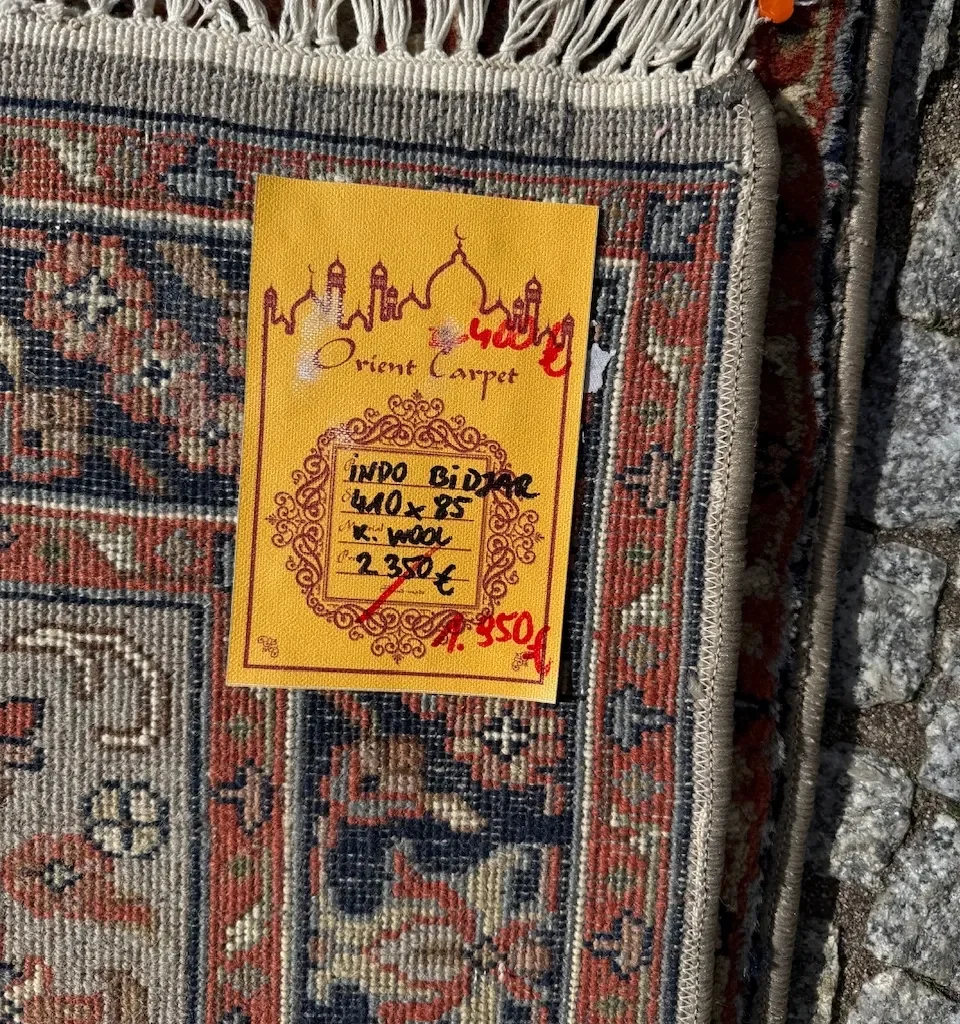 400 €
Orient Carpet
iNDO BiDJAR
410 x 85
K. WOOL
2 350 €
1. 350 €